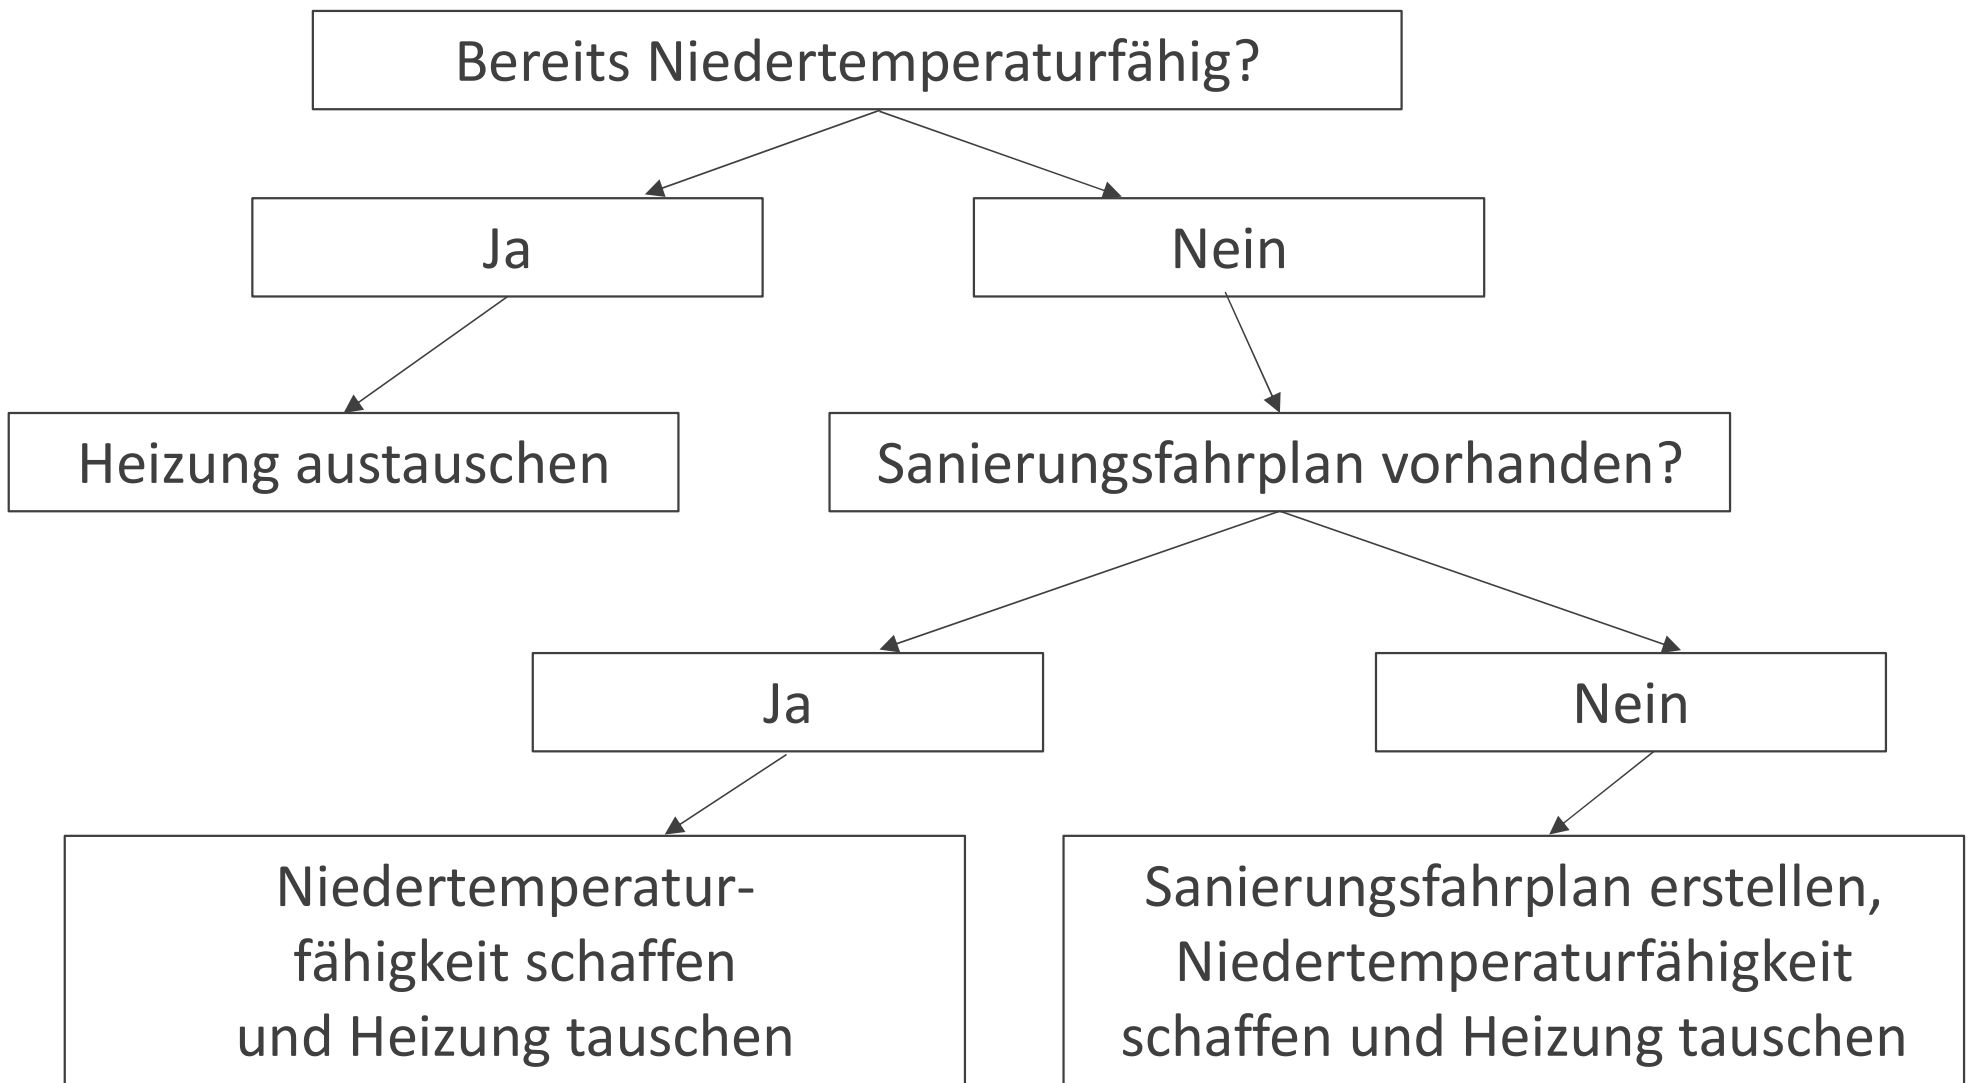 Bereits Niedertemperaturfähig?
Ja
Nein
Heizung austauschen
Sanierungsfahrplan vorhanden?
Ja
Nein
Niedertemperatur-
fähigkeit schaffen
und Heizung tauschen
Sanierungsfahrplan erstellen,
Niedertemperaturfähigkeit
schaffen und Heizung tauschen